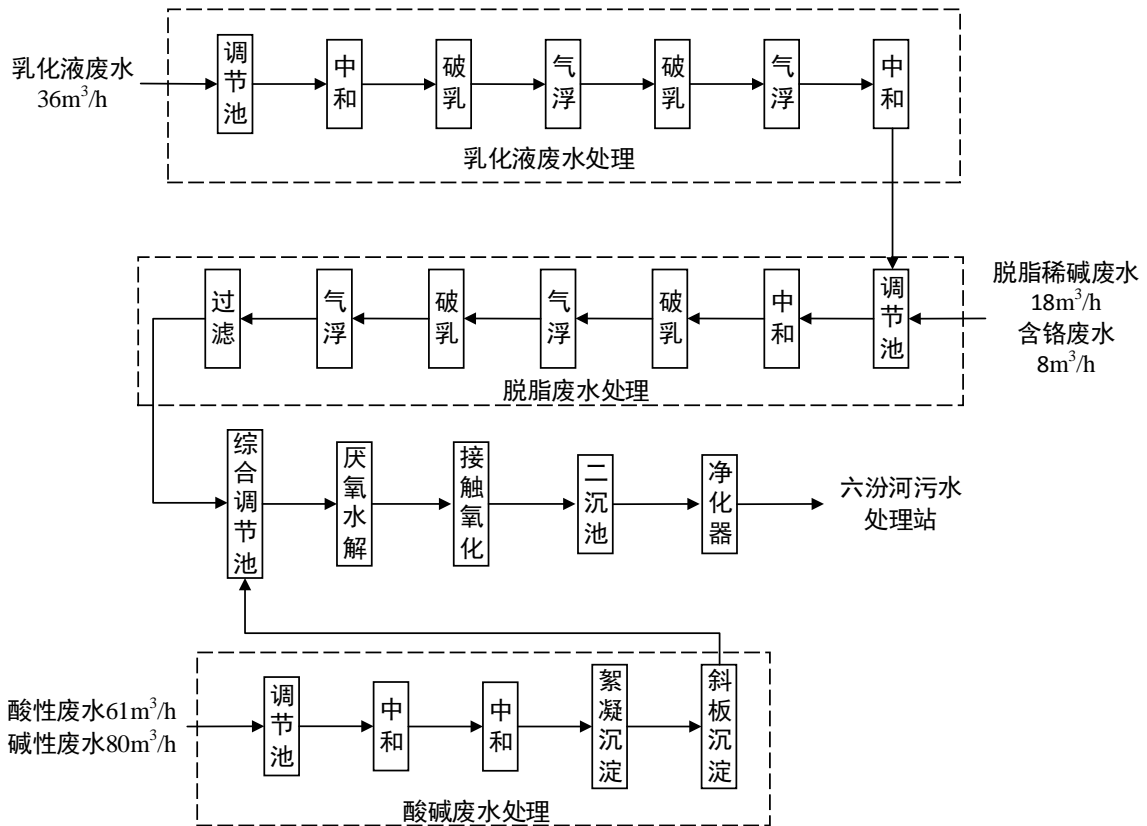 乳化液废水
36m³/h
调节池
中和
破乳
气浮
破乳
气浮
中和
乳化液废水处理
过滤
气浮
破乳
气浮
破乳
中和
调节池
脱脂稀碱废水
18m³/h
含铬废水
8m³/h
脱脂废水处理
综合调节池
厌氧水解
接触氧化
二沉池
净化器
六汾河污水
处理站
酸性废水61m³/h
碱性废水80m³/h
调节池
中和
中和
絮凝沉淀
斜板沉淀
酸碱废水处理